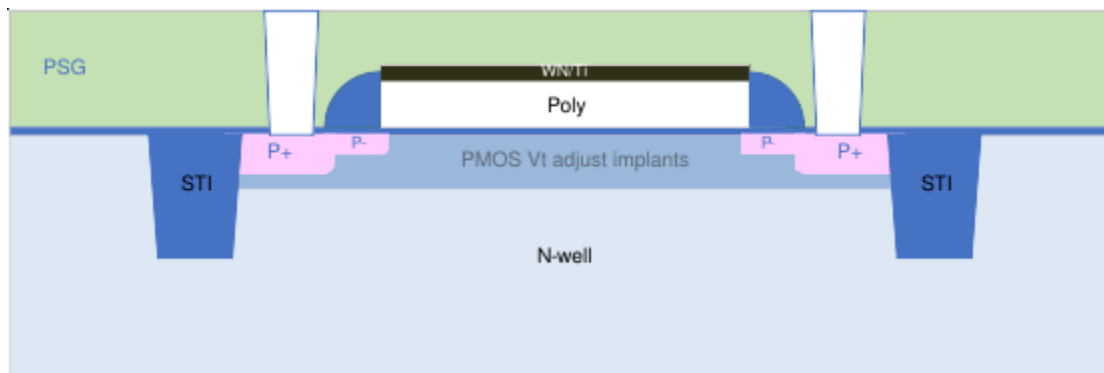 PSG
WN/Ti
Poly
P+
P-
PMOS Vt adjust implants
P-
P+
STI
STI
N-well